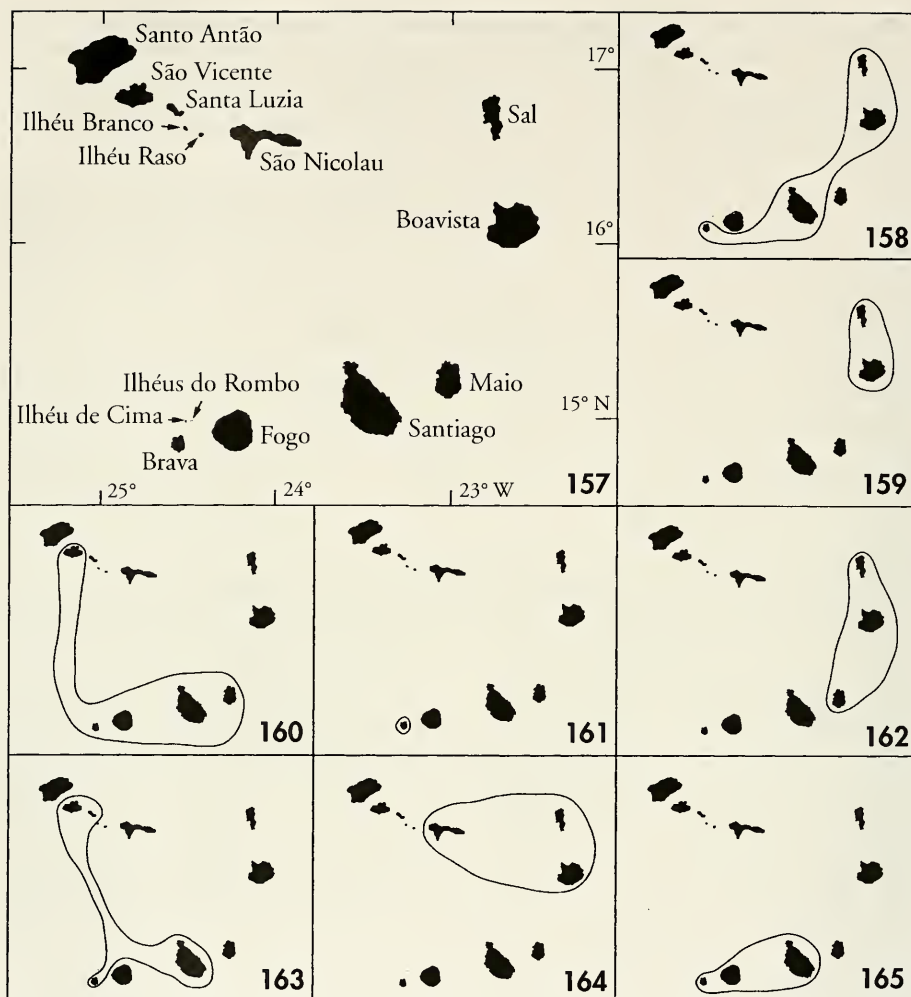 Santo Antão
São Vicente
Santa Luzia
Ilhéu Branco
Ilhéu Raso
São Nicolau
Sal
Boavista
17°
16°
Ilhéus do Rombo
Ilhéu de Cima
Brava
Fogo
Santiago
Maio
15° N
25°
24°
23° W
157
158
159
160
161
162
163
164
165